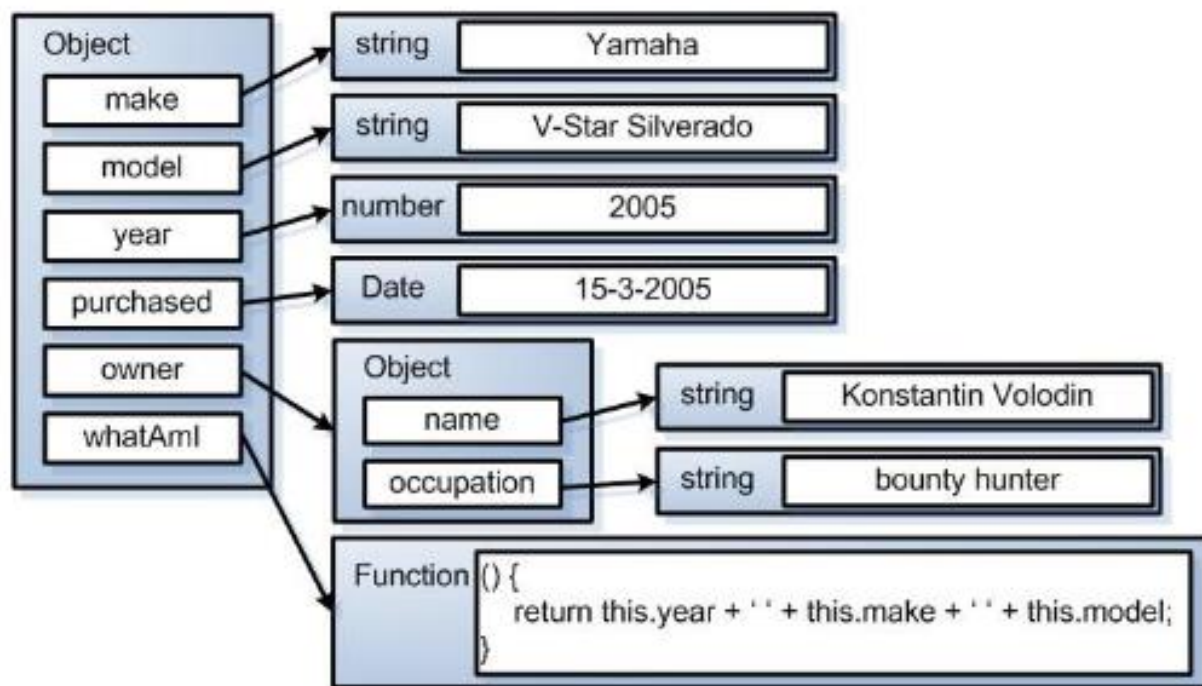 Object
make
string
Yamaha
model
string
V-Star Silverado
year
number
2005
purchased
Date
15-3-2005
owner
Object
name
string
Konstantin Volodin
occupation
string
bounty hunter
whatAmI
Function
() {
return this.year + ‘ ’ + this.make + ‘ ’ + this.model;
}